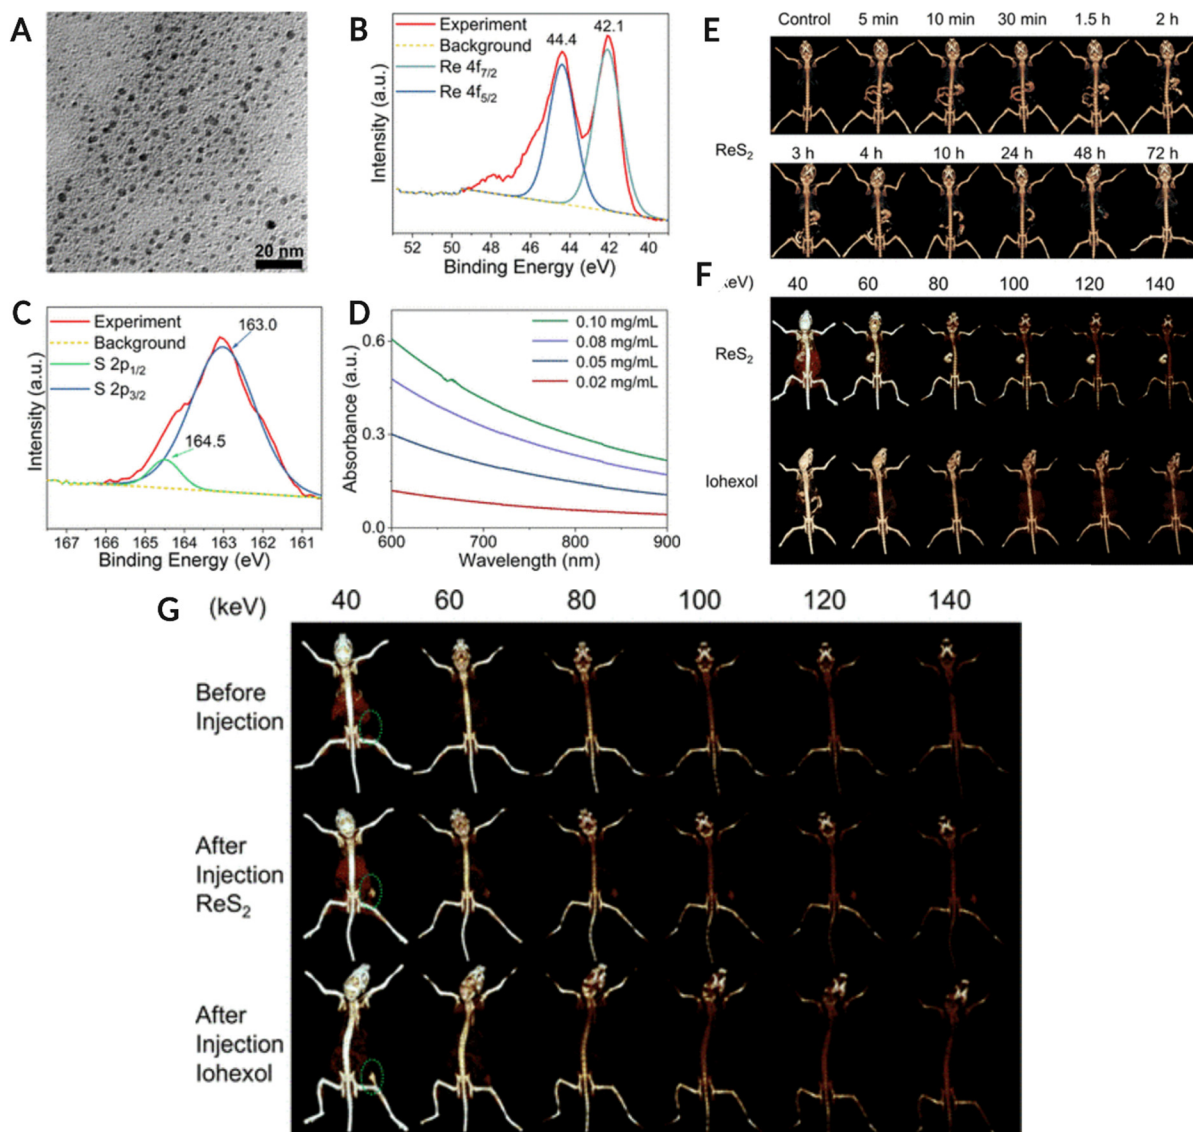 A
20 nm
B
Experiment
Background
Re 4f7/2
Re 4f5/2
44.4
42.1
Intensity (a.u.)
52 50 48 46 44 42 40
Binding Energy (eV)
C
Experiment
Background
S 2p1/2
S 2p3/2
163.0
164.5
Intensity (a.u.)
167 166 165 164 163 162 161
Binding Energy (eV)
D
0.10 mg/mL
0.08 mg/mL
0.05 mg/mL
0.02 mg/mL
Absorbance (a.u.)
0.6
0.3
0.0
600 700 800 900
Wavelength (nm)
E
Control 5 min 10 min 30 min 1.5 h 2 h
ReS2
3 h 4 h 10 h 24 h 48 h 72 h
F
keV) 40 60 80 100 120 140
ReS2
Iohexol
G
(keV) 40 60 80 100 120 140
Before
Injection
After
Injection
ReS2
After
Injection
Iohexol